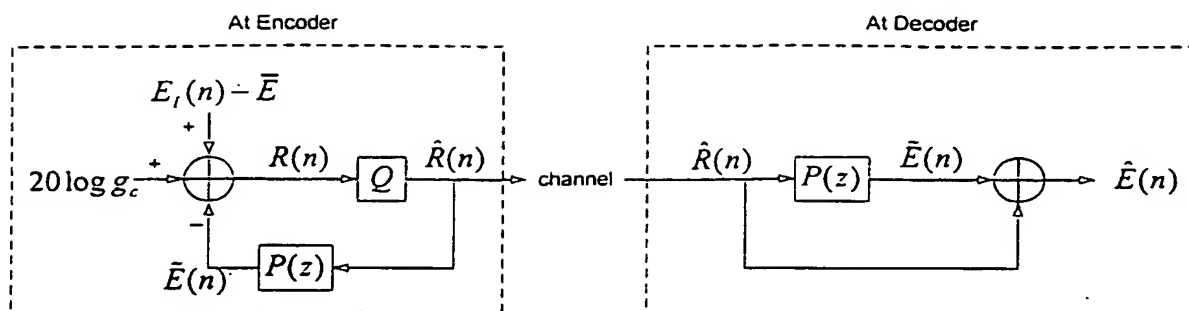 At Encoder
At Decoder
E_i(n) − Ē
+
20 log g_c
+
R(n)
Q
R̂(n)
channel
R̂(n)
P(z)
Ẽ(n)
Ê(n)
−
Ẽ(n)
P(z)